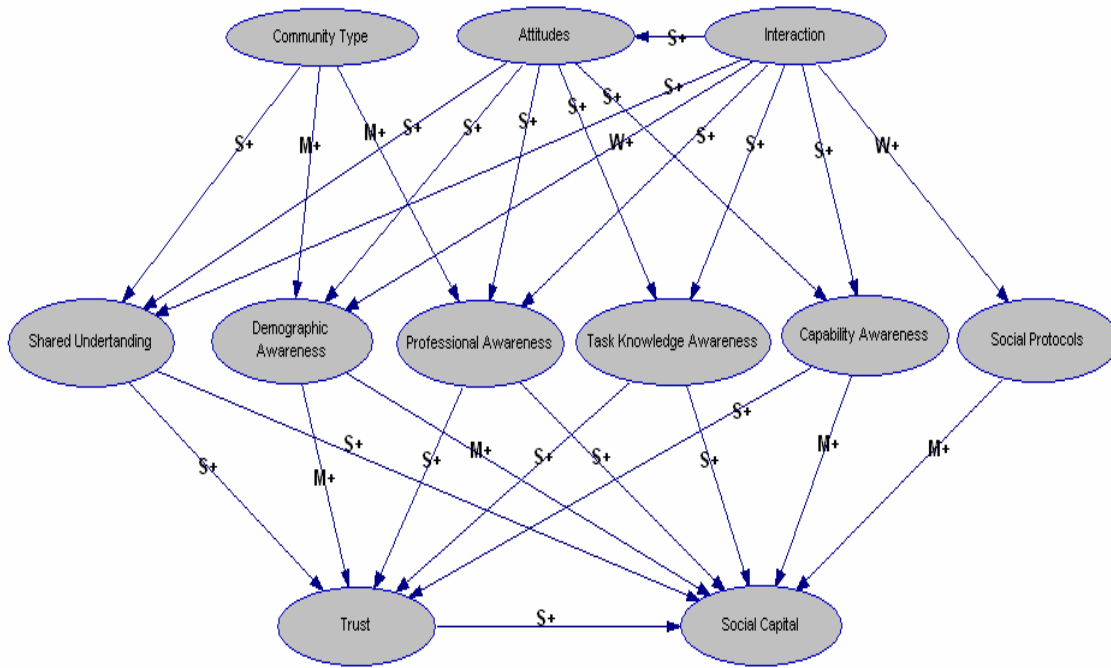 Community Type
Attitudes
Interaction
S+
S+
S+
S+
S+
S+
M+
M+
S+
S+
S+
W+
S+
S+
S+
W+
Shared Undertanding
Demographic
Awareness
Professional Awareness
Task Knowledge Awareness
Capability Awareness
Social Protocols
S+
S+
M+
S+
M+
S+
S+
S+
S+
M+
M+
Trust
S+
Social Capital